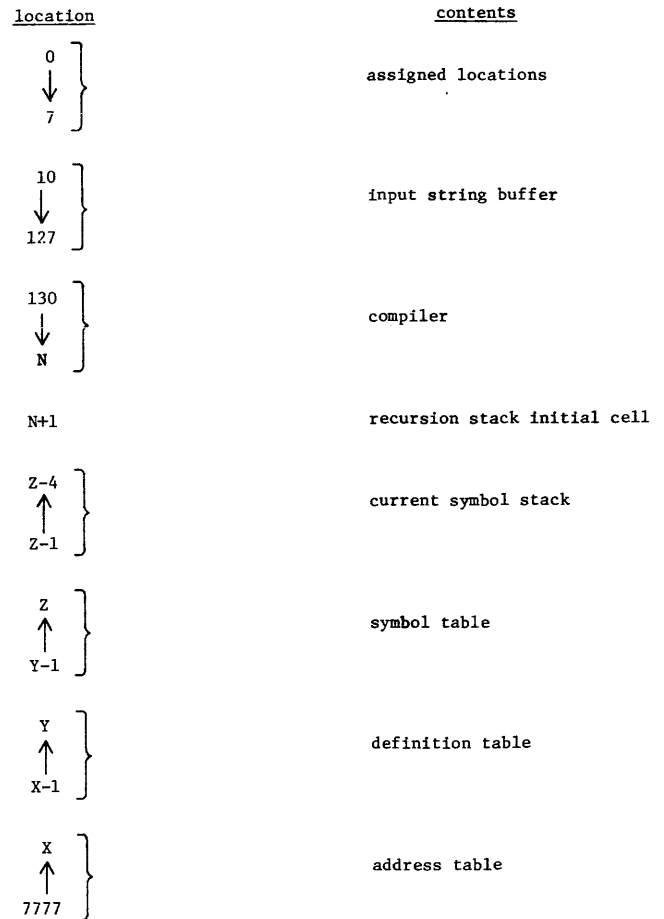 location contents
0
assigned locations
7
10
input string buffer
127
130
compiler
N
N+1 recursion stack initial cell
Z-4
current symbol stack
Z-1
Z
symbol table
Y-1
Y
definition table
X-1
X
address table
7777